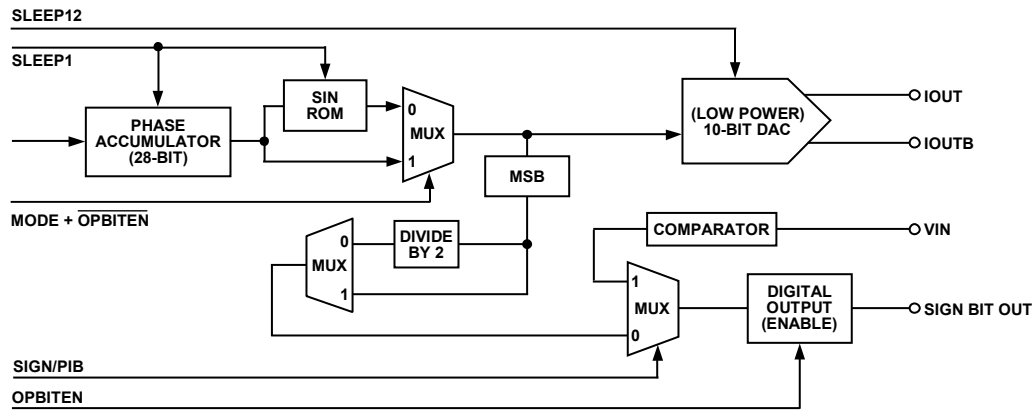 SLEEP12
SLEEP1
PHASE
ACCUMULATOR
(28-BIT)
SIN
ROM
0
MUX
1
(LOW POWER)
10-BIT DAC
IOUT
IOUTB
MSB
MODE + OPBITEN
0
MUX
1
DIVIDE
BY 2
COMPARATOR
VIN
1
MUX
0
DIGITAL
OUTPUT
(ENABLE)
SIGN BIT OUT
SIGN/PIB
OPBITEN